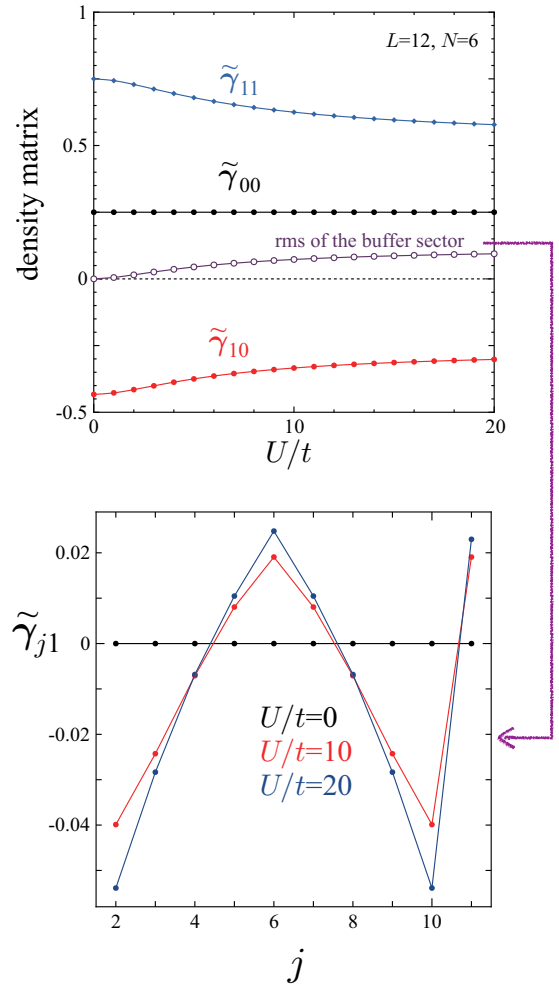 1
L=12, N=6
γ̃₁₁
0.5
γ̃₀₀
density matrix
rms of the buffer sector
0
γ̃₁₀
-0.5
0 10 20
U/t
0.02
γ̃ⱼ₁
0
U/t=0
-0.02
U/t=10
U/t=20
-0.04
2 4 6 8 10
j